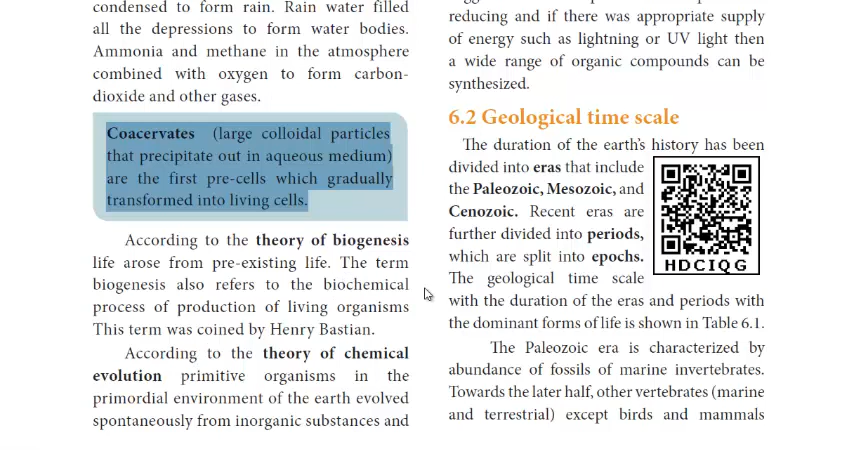 condensed to form rain. Rain water filled
all the depressions to form water bodies.
Ammonia and methane in the atmosphere
combined with oxygen to form carbon-
dioxide and other gases.
Coacervates (large colloidal particles
that precipitate out in aqueous medium)
are the first pre-cells which gradually
transformed into living cells.
According to the theory of biogenesis
life arose from pre-existing life. The term
biogenesis also refers to the biochemical
process of production of living organisms
This term was coined by Henry Bastian.
According to the theory of chemical
evolution primitive organisms in the
primordial environment of the earth evolved
spontaneously from inorganic substances and
reducing and if there was appropriate supply
of energy such as lightning or UV light then
a wide range of organic compounds can be
synthesized.
6.2 Geological time scale
The duration of the earth's history has been
divided into eras that include
the Paleozoic, Mesozoic, and
Cenozoic. Recent eras are
further divided into periods,
which are split into epochs.
The geological time scale
with the duration of the eras and periods with
the dominant forms of life is shown in Table 6.1.
The Paleozoic era is characterized by
abundance of fossils of marine invertebrates.
Towards the later half, other vertebrates (marine
and terrestrial) except birds and mammals
HDCIQG